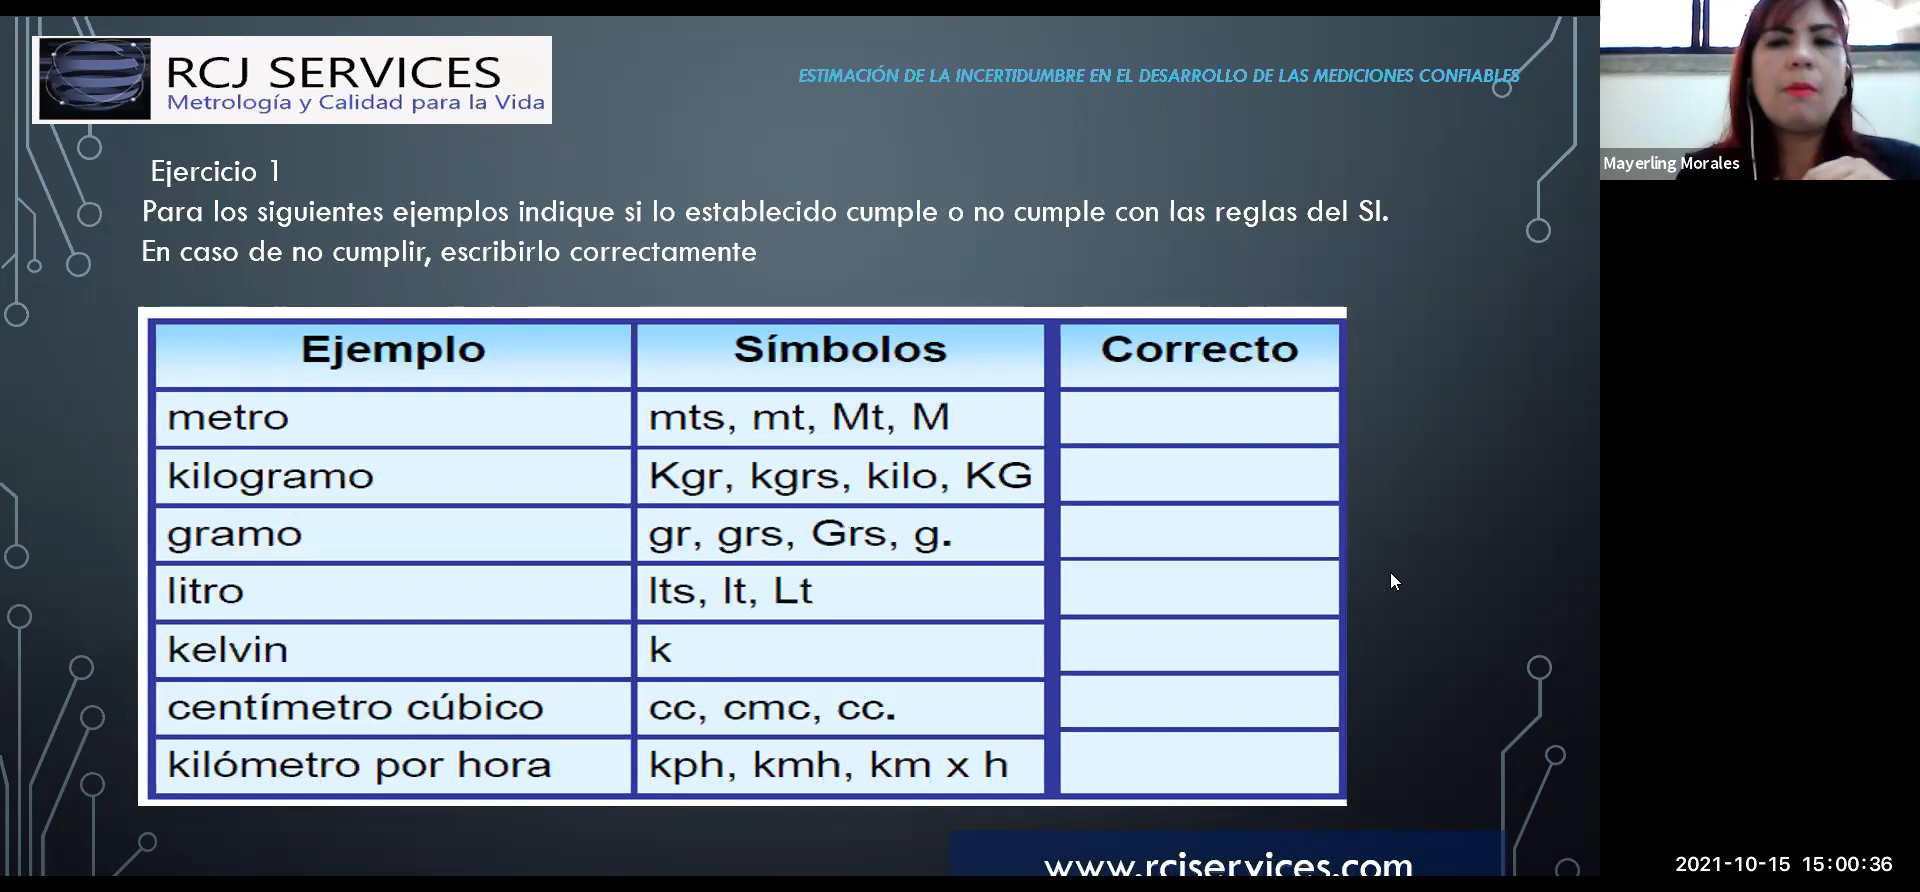 RCJ SERVICES
Metrología y Calidad para la Vida
ESTIMACIÓN DE LA INCERTIDUMBRE EN EL DESARROLLO DE LAS MEDICIONES CONFIABLES
Mayerling Morales
Ejercicio 1
Para los siguientes ejemplos indique si lo establecido cumple o no cumple con las reglas del SI.
En caso de no cumplir, escribirlo correctamente
Ejemplo Símbolos Correcto
metro mts, mt, Mt, M
kilogramo Kgr, kgrs, kilo, KG
gramo gr, grs, Grs, g.
litro lts, lt, Lt
kelvin k
centímetro cúbico cc, cmc, cc.
kilómetro por hora kph, kmh, km x h
www.rcjservices.com
2021-10-15 15:00:36